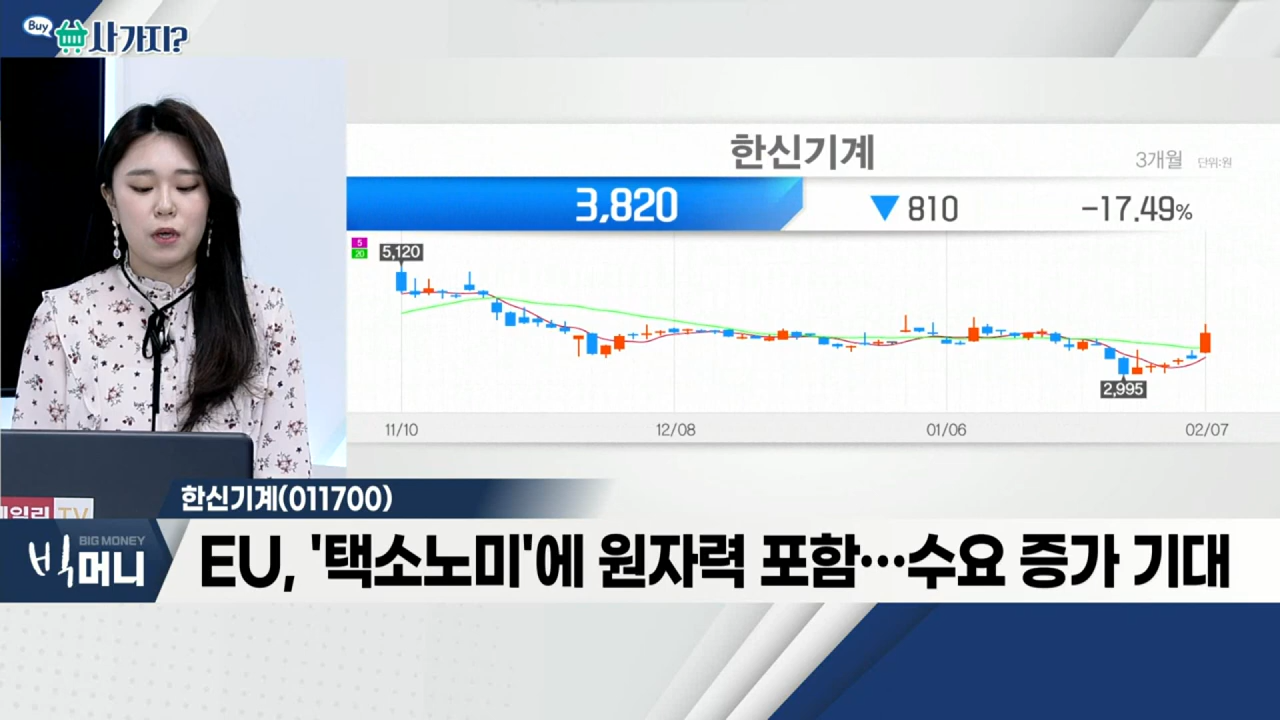 Buy
사 가지?
한신기계
3개월 단위:원
3,820 ▼810 -17.49%
5
20
5,120
2,995
11/10 12/08 01/06 02/07
한신기계(011700)
TV
BIG MONEY
빅머니
EU, '택소노미'에 원자력 포함…수요 증가 기대